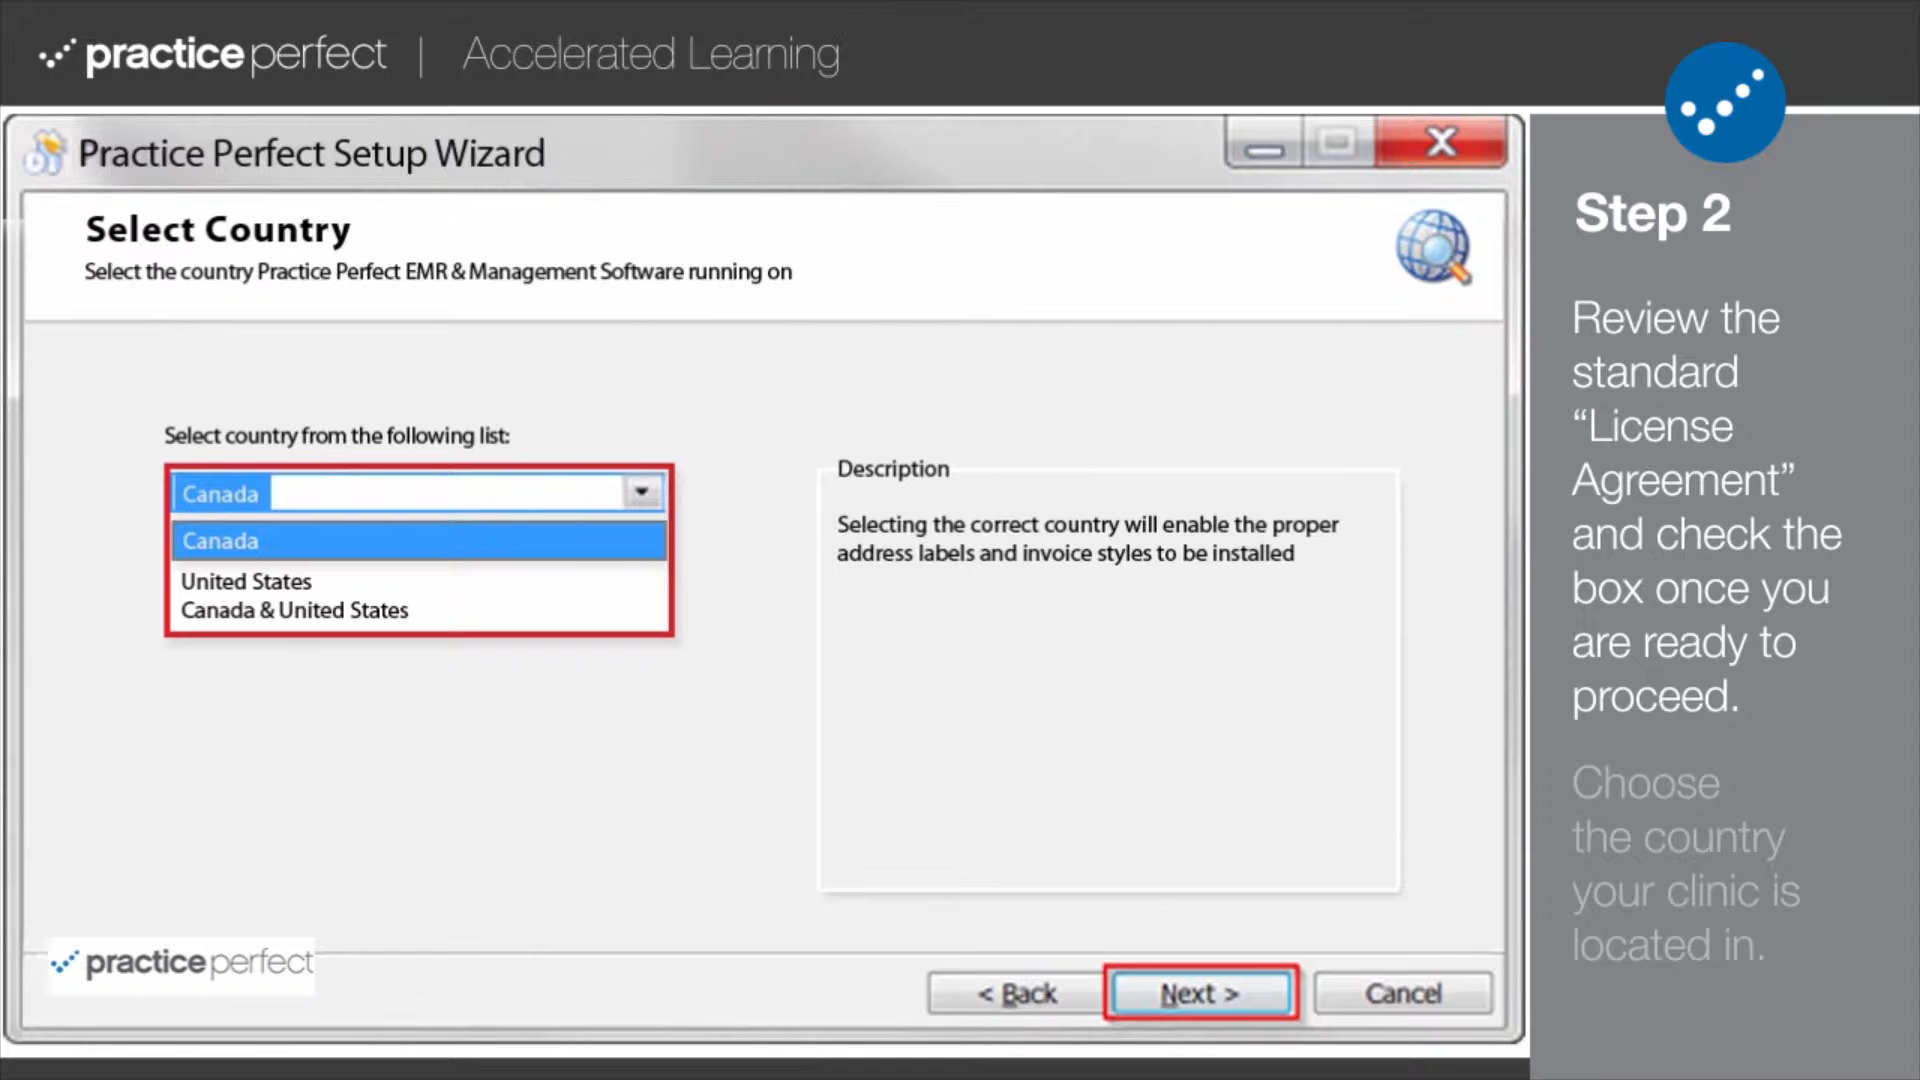 practiceperfect | Accelerated Learning
Practice Perfect Setup Wizard
Select Country
Select the country Practice Perfect EMR & Management Software running on
Select country from the following list:
Canada
Canada
United States
Canada & United States
Description
Selecting the correct country will enable the proper
address labels and invoice styles to be installed
practiceperfect
< Back
Next >
Cancel
Step 2
Review the
standard
“License
Agreement”
and check the
box once you
are ready to
proceed.
Choose
the country
your clinic is
located in.